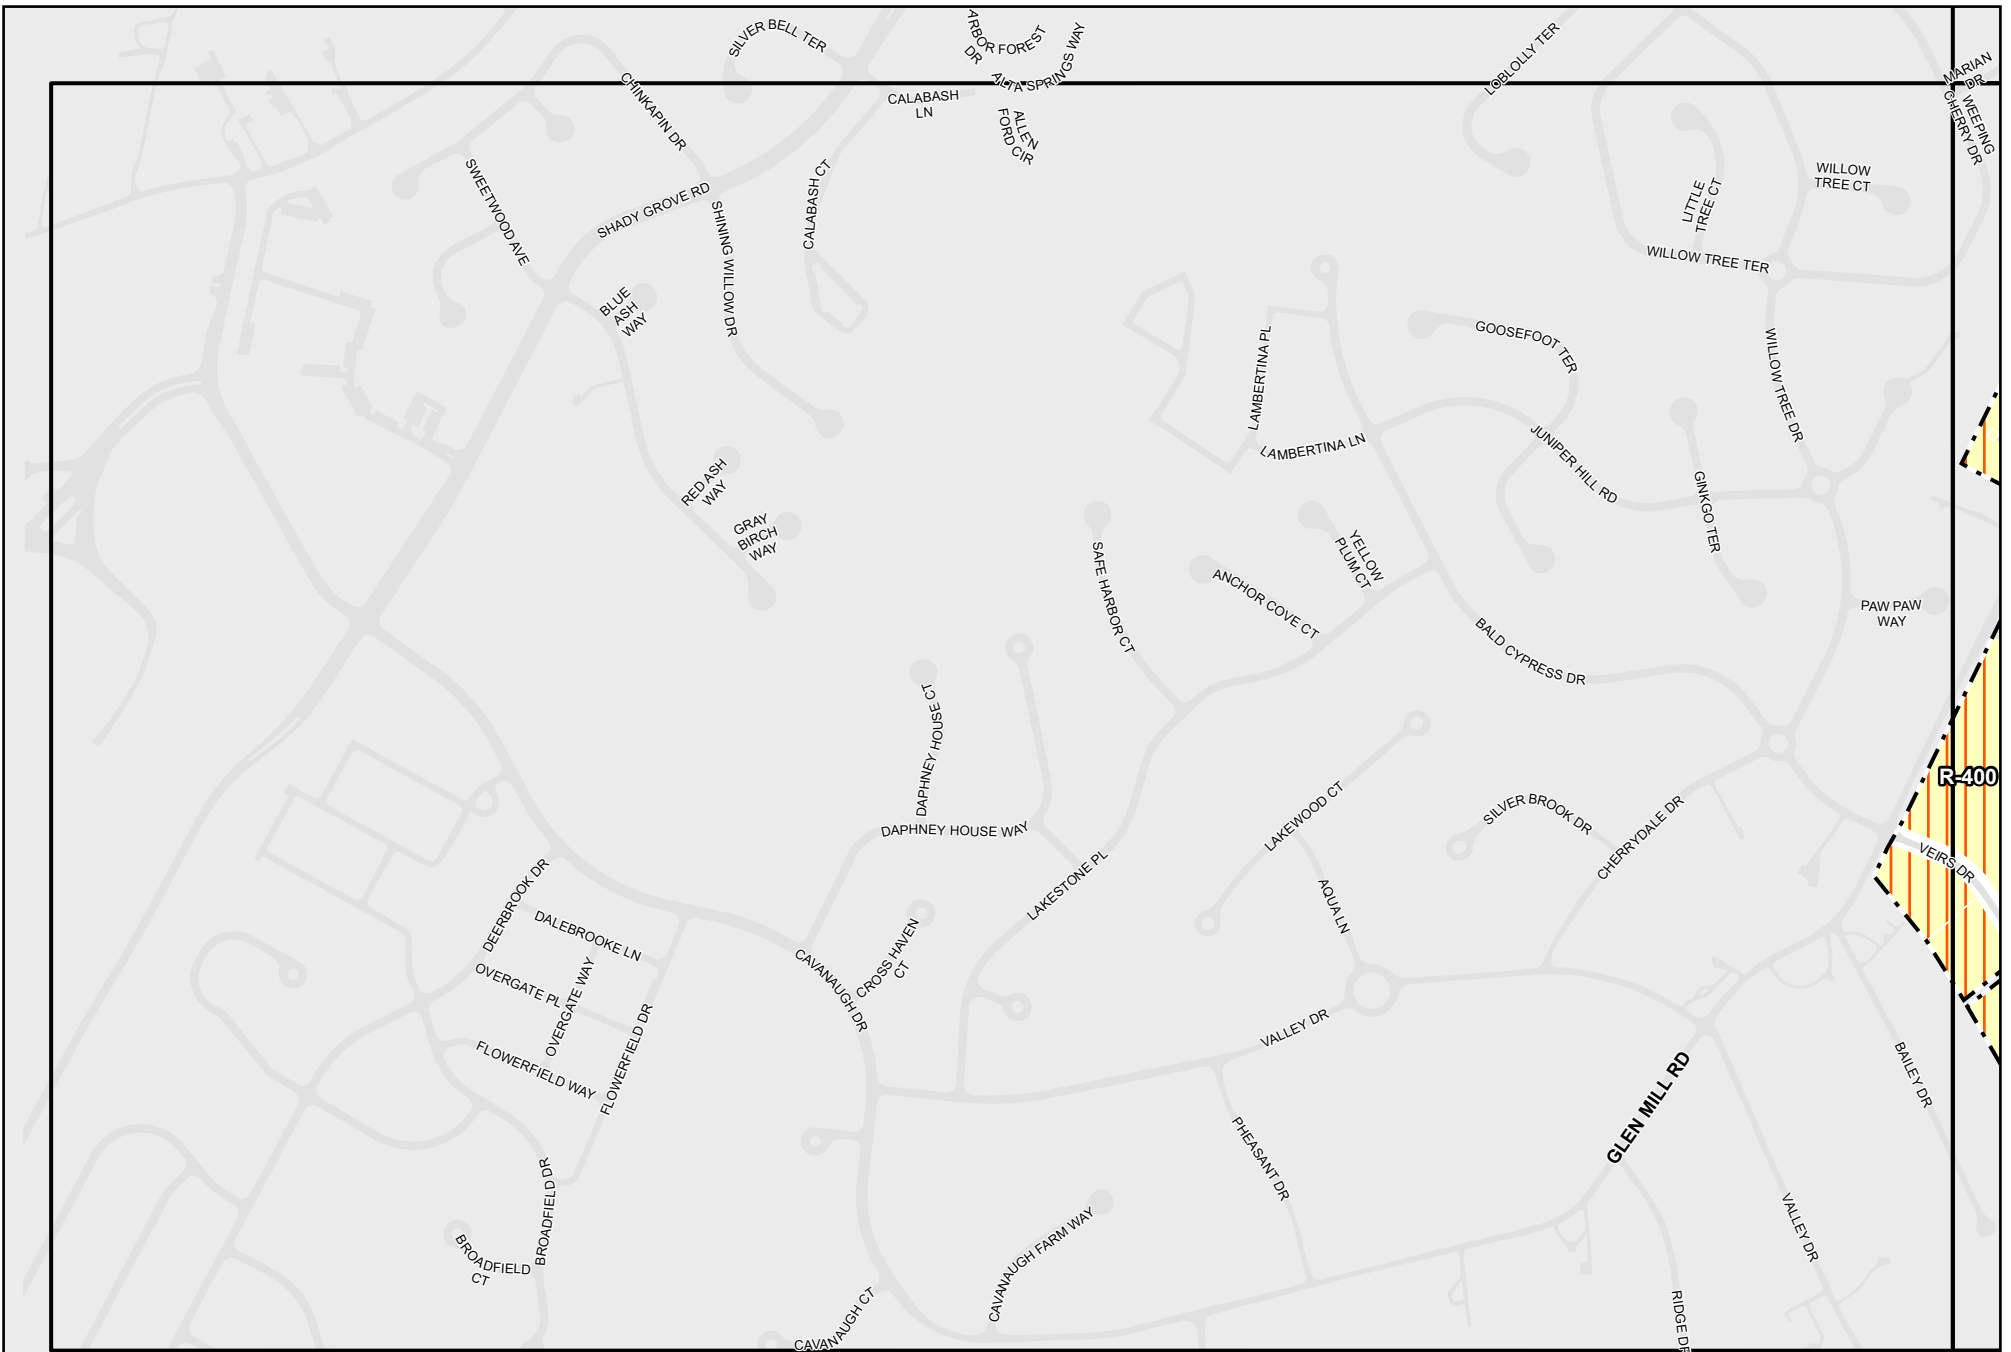 SILVER BELL TER
ARBOR FOREST
DR
ALTA SPRINGS WAY
LOBLOLLY TER
MARIAN
DR
WEEPING
CHERRY DR
CHINKAPIN DR
CALABASH
LN
ALLEN
FORD CIR
SWEETWOOD AVE
SHADY GROVE RD
SHINING WILLOW DR
CALABASH CT
LITTLE
TREE CT
WILLOW
TREE CT
WILLOW TREE TER
BLUE
ASH
WAY
LAMBERTINA PL
GOOSEFOOT TER
WILLOW TREE DR
LAMBERTINA LN
JUNIPER HILL RD
GINKGO TER
RED ASH
WAY
GRAY
BIRCH
WAY
SAFE HARBOR CT
ANCHOR COVE CT
YELLOW
PLUM CT
PAW PAW
WAY
BALD CYPRESS DR
DAPHNEY HOUSE CT
DAPHNEY HOUSE WAY
LAKEWOOD CT
SILVER BROOK DR
CHERRYDALE DR
R-400
VEIRS DR
DEERBROOK DR
DALEBROOKE LN
OVERGATE PL
OVERGATE WAY
FLOWERFIELD WAY
FLOWERFIELD DR
CAVANAUGH DR
CROSS HAVEN
CT
LAKESTONE PL
AQUA LN
VALLEY DR
GLEN MILL RD
BAILEY DR
PHEASANT DR
BROADFIELD DR
BROADFIELD
CT
CAVANAUGH FARM WAY
CAVANAUGH CT
VALLEY DR
RIDGE DR